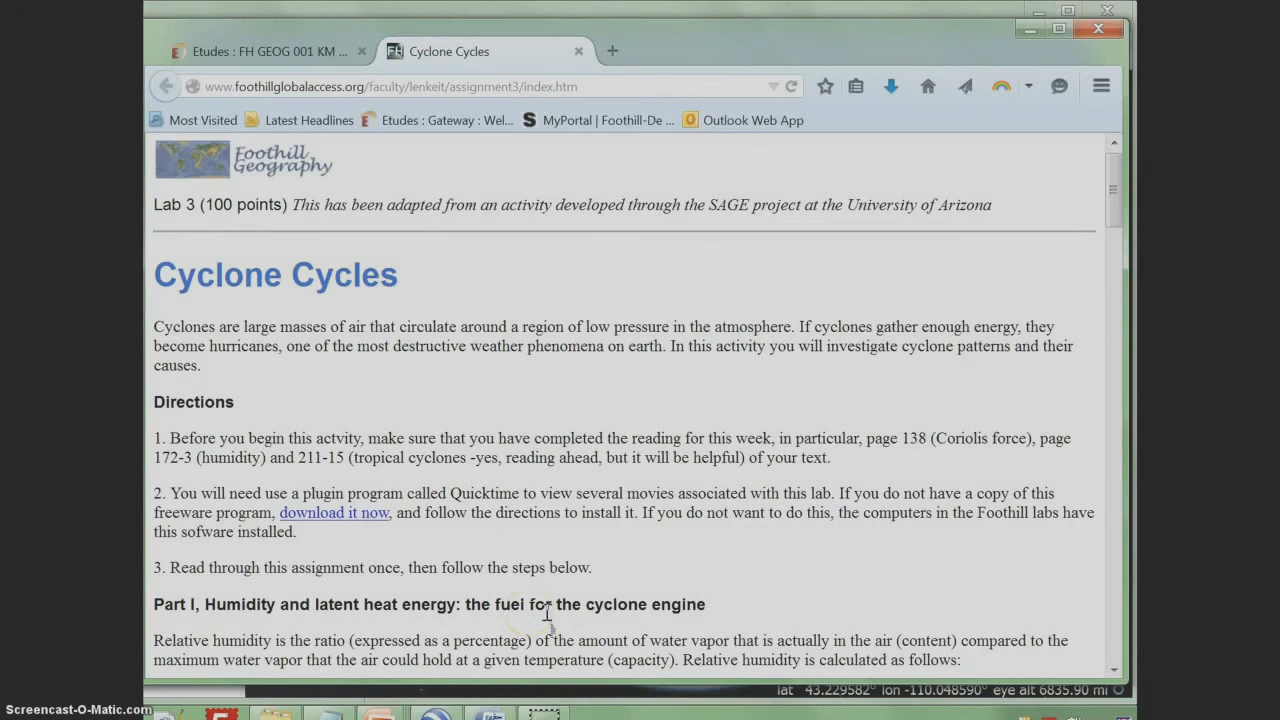 Etudes : FH GEOG 001 KM ...
Cyclone Cycles
www.foothillglobalaccess.org/faculty/lenkeit/assignment3/index.htm
Most Visited
Latest Headlines
Etudes : Gateway : Wel...
MyPortal | Foothill-De ...
Outlook Web App
Foothill
Geography
Lab 3 (100 points) This has been adapted from an activity developed through the SAGE project at the University of Arizona
Cyclone Cycles
Cyclones are large masses of air that circulate around a region of low pressure in the atmosphere. If cyclones gather enough energy, they
become hurricanes, one of the most destructive weather phenomena on earth. In this activity you will investigate cyclone patterns and their
causes.
Directions
1. Before you begin this actvity, make sure that you have completed the reading for this week, in particular, page 138 (Coriolis force), page
172-3 (humidity) and 211-15 (tropical cyclones -yes, reading ahead, but it will be helpful) of your text.
2. You will need use a plugin program called Quicktime to view several movies associated with this lab. If you do not have a copy of this
freeware program, download it now, and follow the directions to install it. If you do not want to do this, the computers in the Foothill labs have
this sofware installed.
3. Read through this assignment once, then follow the steps below.
Part I, Humidity and latent heat energy: the fuel for the cyclone engine
Relative humidity is the ratio (expressed as a percentage) of the amount of water vapor that is actually in the air (content) compared to the
maximum water vapor that the air could hold at a given temperature (capacity). Relative humidity is calculated as follows:
lat 43.229582° lon -110.048590° eye alt 6835.90 mi
Screencast-O-Matic.com